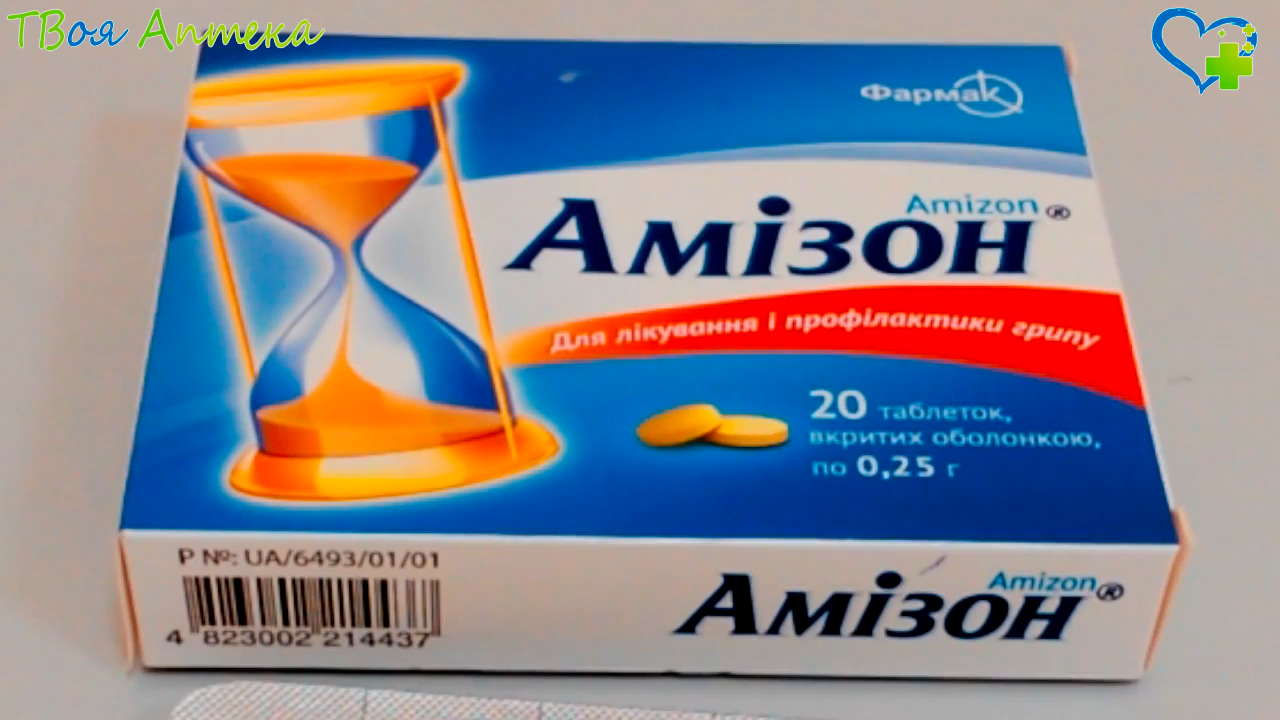 ТВоя Аптека
Фармак
Amizon
Амізон®
Для лікування і профілактики грипу
20 таблеток,
вкритих оболонкою,
по 0,25 г
Р №: UA/6493/01/01
4 823002 214437
Amizon
Амізон®